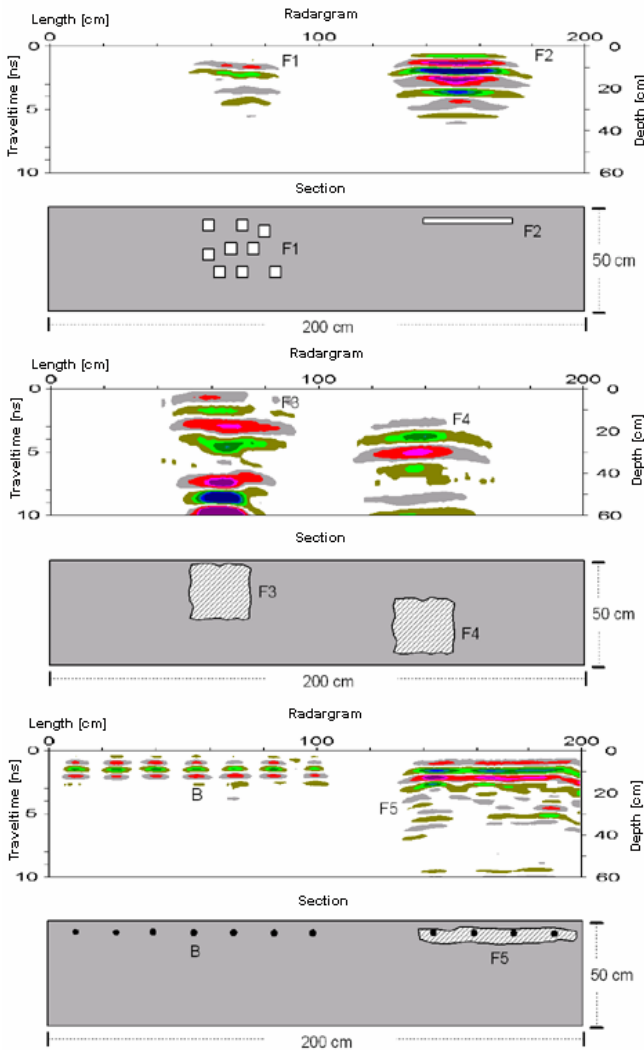 Radargram
Length [cm]
0 100 200
Traveltime [ns]
0
5
10
F1 F2
0
20
40
60
Depth [cm]
Section
F1 F2
50 cm
200 cm
Radargram
Length [cm]
0 100 200
Traveltime [ns]
0
5
10
F3 F4
0
20
40
60
Depth [cm]
Section
F3
F4
50 cm
200 cm
Radargram
Length [cm]
0 100 200
Traveltime [ns]
0
5
10
B F5
0
20
40
60
Depth [cm]
Section
B F5
50 cm
200 cm